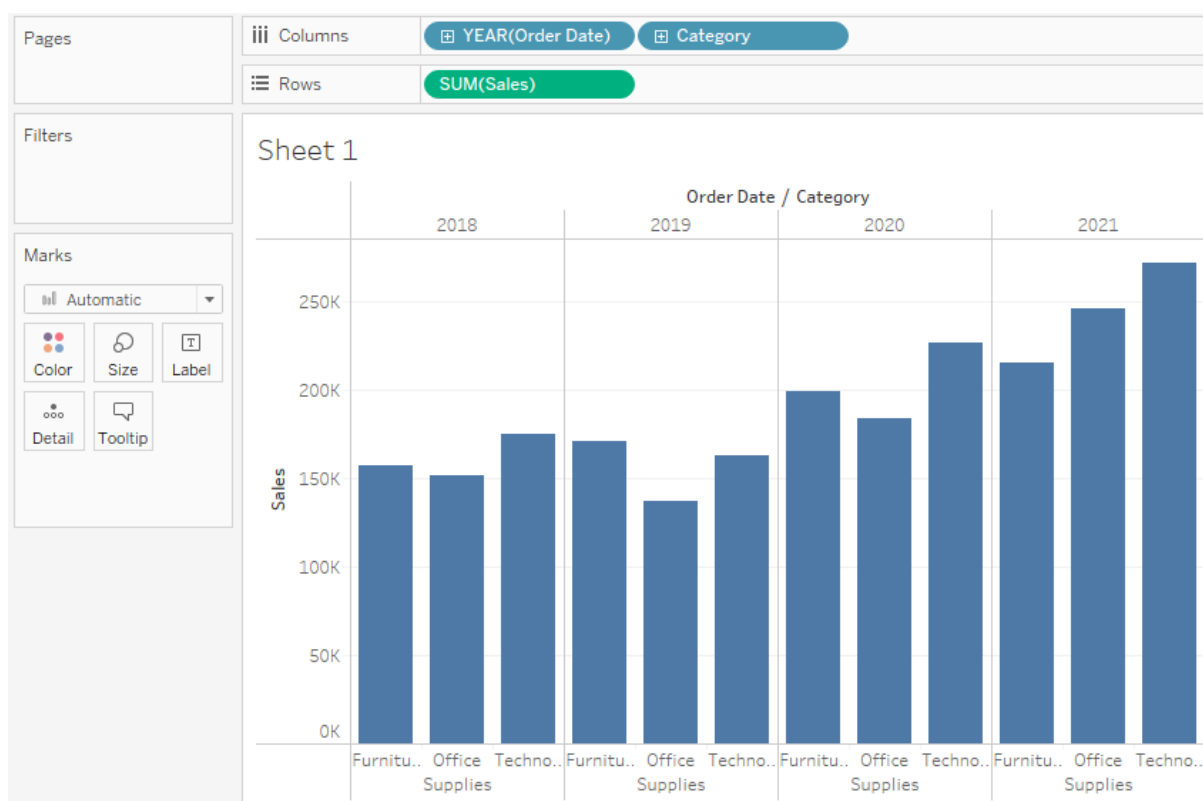 Pages
Columns
YEAR(Order Date)
Category
Rows
SUM(Sales)
Filters
Marks
Automatic
Color
Size
T
Label
Detail
Tooltip
Sheet 1
Order Date / Category
2018 2019 2020 2021
Sales
250K
200K
150K
100K
50K
0K
Furnitu.. Office Techno.. Furnitu.. Office Techno.. Furnitu.. Office Techno.. Furnitu.. Office Techno..
Supplies Supplies Supplies Supplies